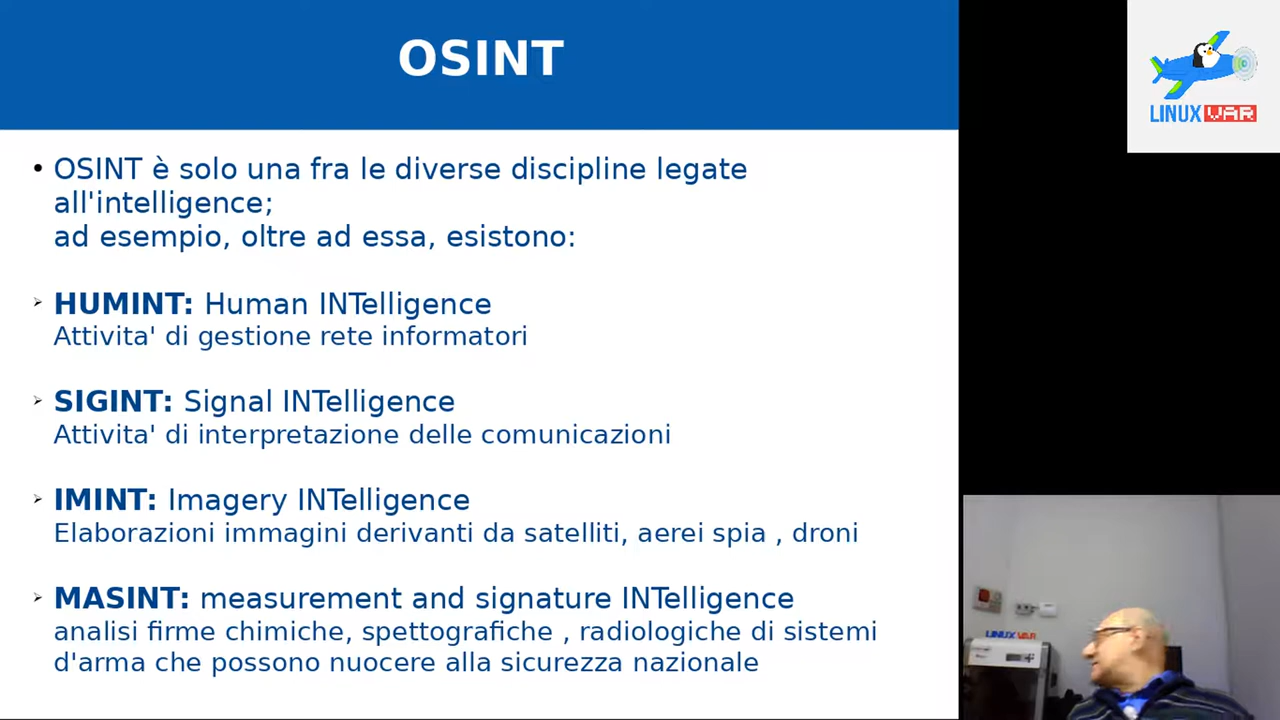 OSINT
OSINT è solo una fra le diverse discipline legate
all'intelligence;
ad esempio, oltre ad essa, esistono:
HUMINT: Human INTelligence
Attivita' di gestione rete informatori
SIGINT: Signal INTelligence
Attivita' di interpretazione delle comunicazioni
IMINT: Imagery INTelligence
Elaborazioni immagini derivanti da satelliti, aerei spia , droni
MASINT: measurement and signature INTelligence
analisi firme chimiche, spettografiche , radiologiche di sistemi
d'arma che possono nuocere alla sicurezza nazionale
LINUX VAR
LINUX VAR